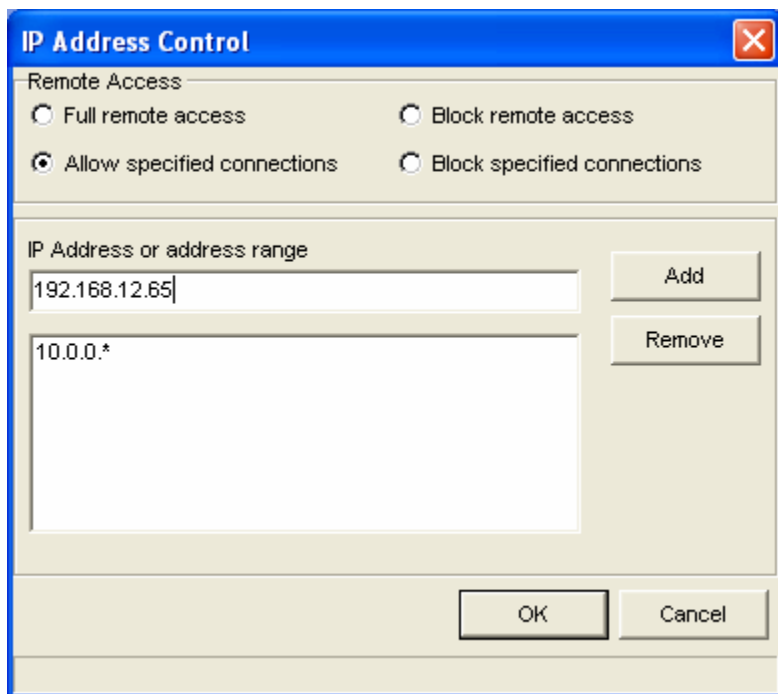 IP Address Control
Remote Access
Full remote access
Block remote access
Allow specified connections
Block specified connections
IP Address or address range
192.168.12.65
Add
10.0.0.*
Remove
OK
Cancel